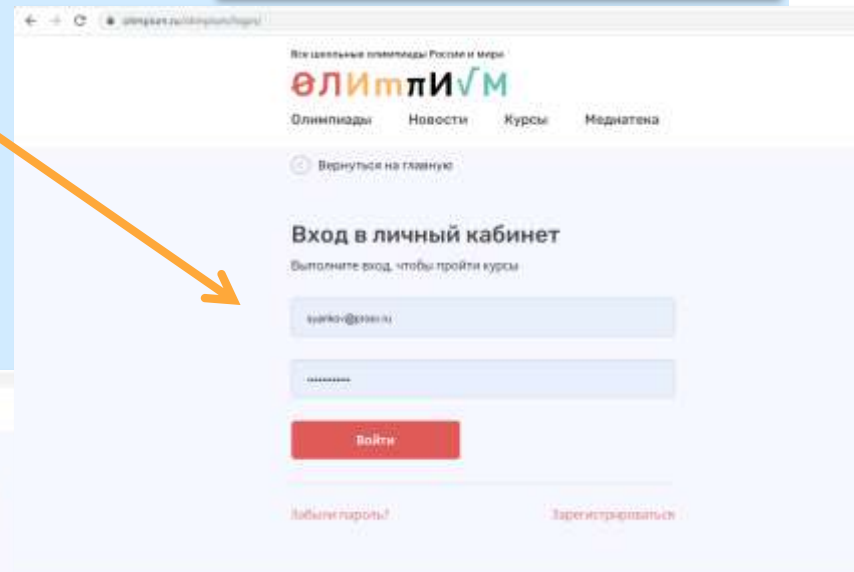 Все школьные олимпиады России и мира
ОЛИмпИ√М
Олимпиады Новости Курсы Медиатека
Вернуться на главную
Вход в личный кабинет
Выполните вход, чтобы пройти курсы
Войти
Забыли пароль? Зарегистрироваться